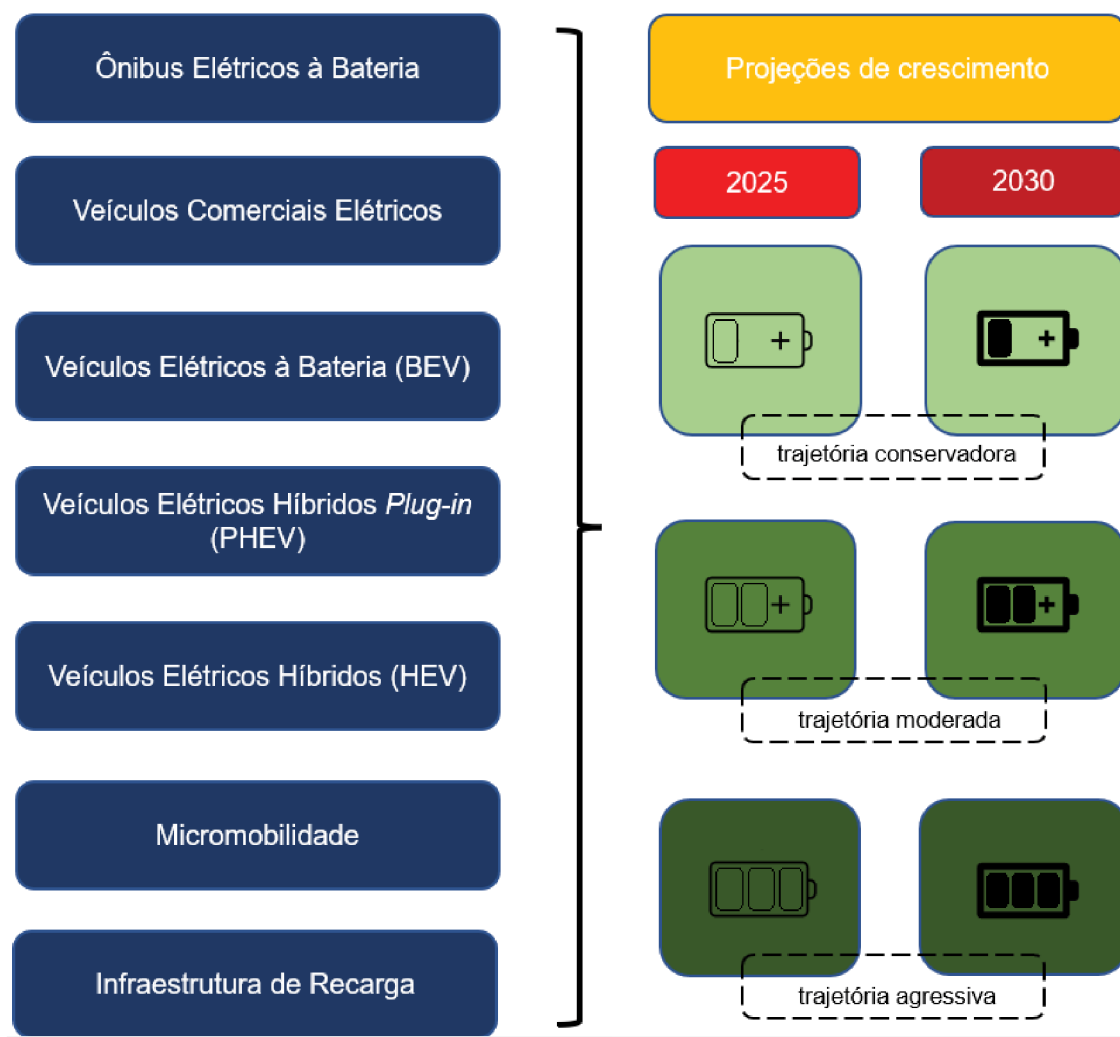 Ônibus Elétricos à Bateria
Veículos Comerciais Elétricos
Veículos Elétricos à Bateria (BEV)
Veículos Elétricos Híbridos Plug-in
(PHEV)
Veículos Elétricos Híbridos (HEV)
Micromobilidade
Infraestrutura de Recarga
Projeções de crescimento
2025
2030
trajetória conservadora
trajetória moderada
trajetória agressiva